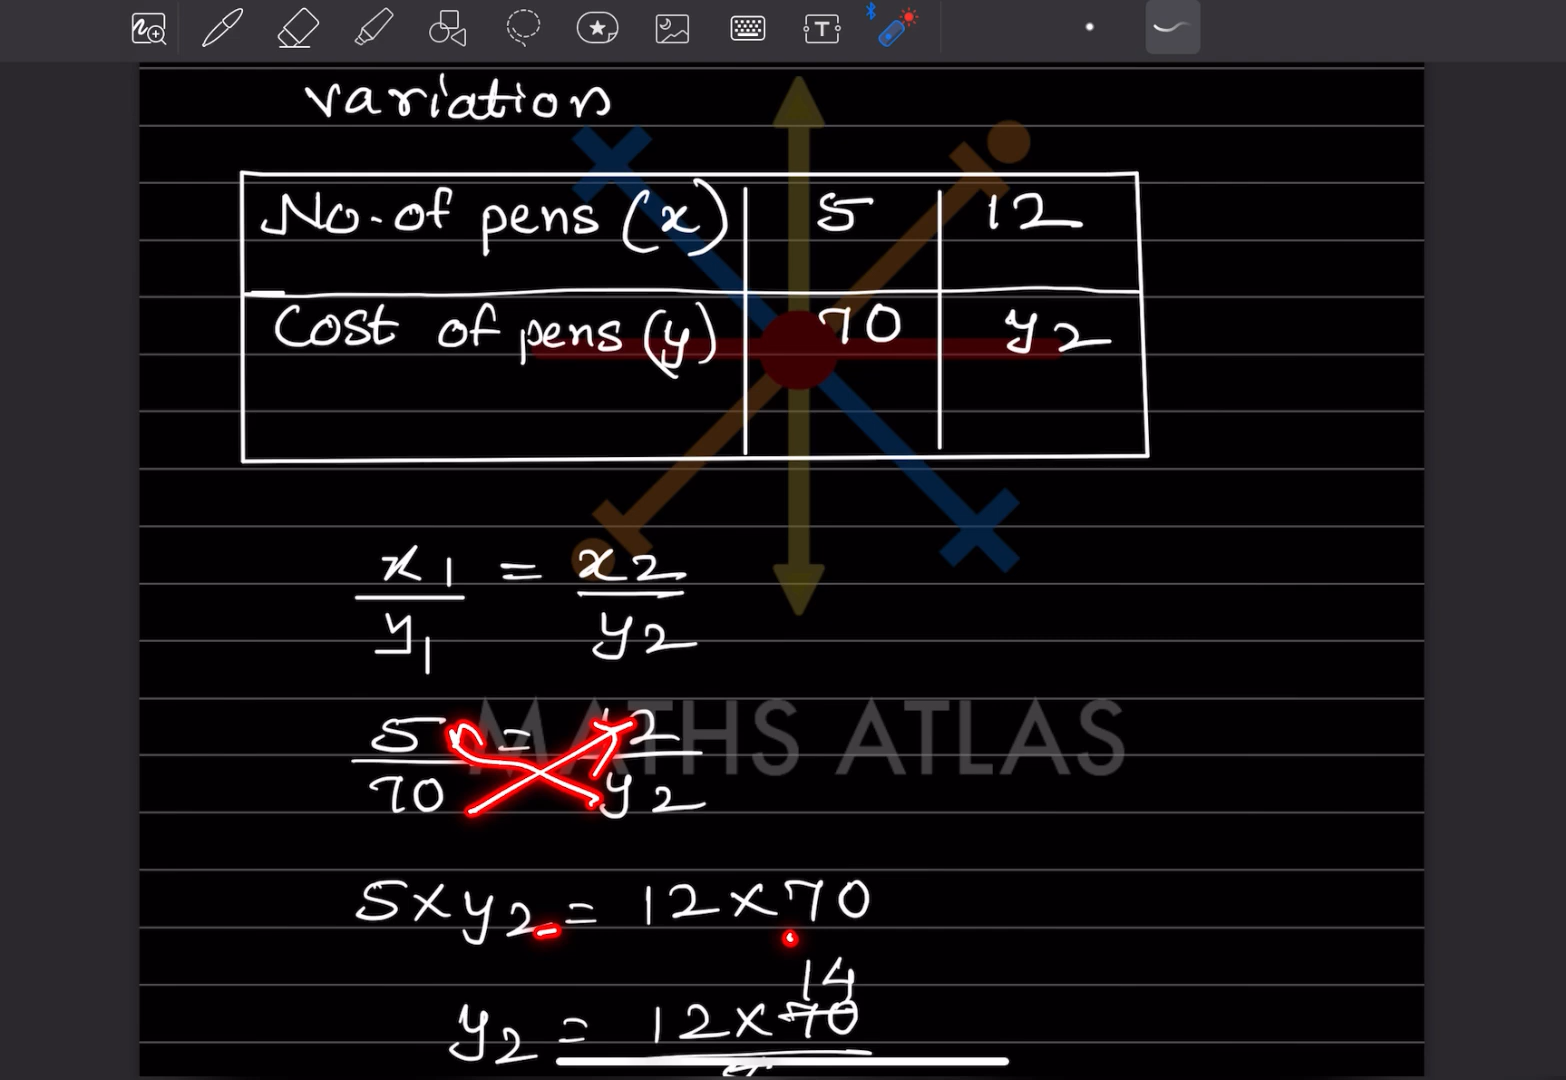 variation
No. of pens (x) 5 12
Cost of pens (y) 70 y2
x1 = x2
y1 y2
MATHS ATLAS
5 = 12
70 y2
5 x y2 = 12 x 70
14
y2 = 12 x 70